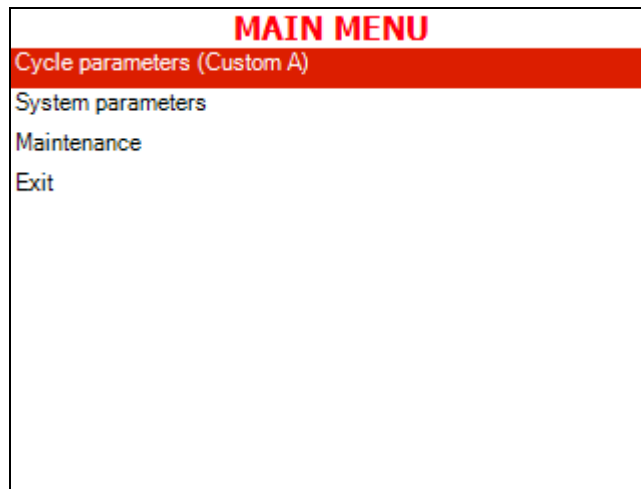 MAIN MENU
Cycle parameters (Custom A)
System parameters
Maintenance
Exit